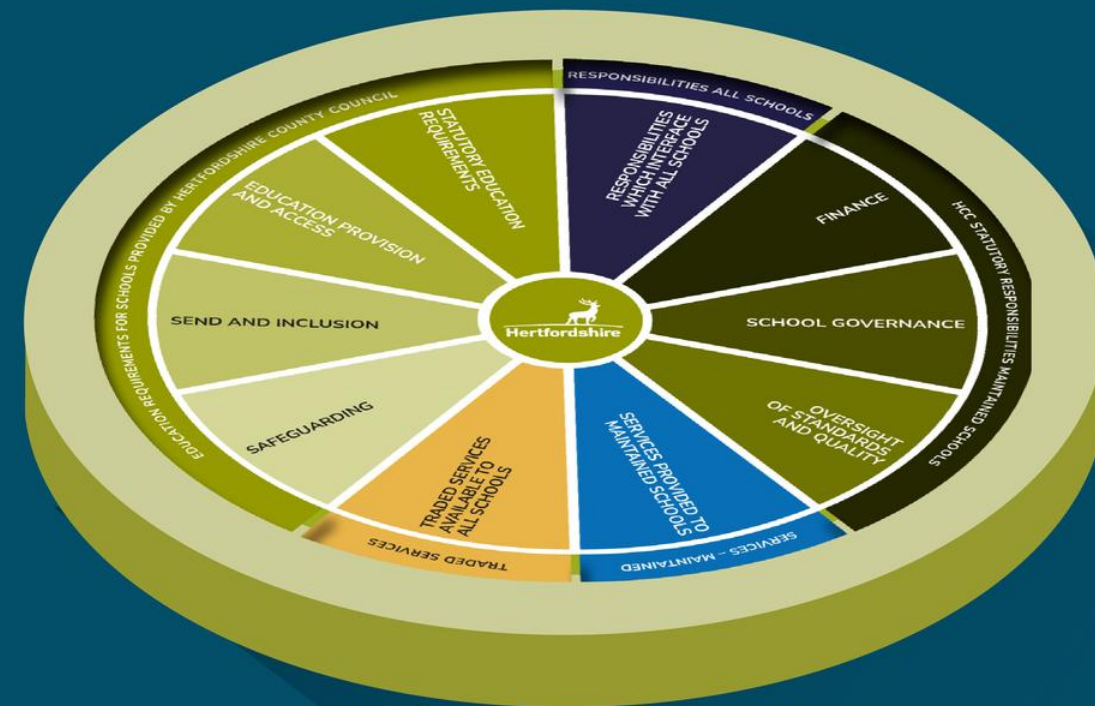 RESPONSIBILITIES ALL SCHOOLS
RESPONSIBILITIES
WHICH INTERFACE
WITH ALL SCHOOLS
HCC STATUTORY RESPONSIBILITIES MAINTAINED SCHOOLS
FINANCE
SCHOOL GOVERNANCE
OVERSIGHT
OF STANDARDS
AND QUALITY
SERVICES – MAINTAINED
SERVICES PROVIDED TO
MAINTAINED SCHOOLS
TRADED SERVICES
TRADED SERVICES
AVAILABLE TO
ALL SCHOOLS
EDUCATION REQUIREMENTS FOR SCHOOLS PROVIDED BY HERTFORDSHIRE COUNTY COUNCIL
SAFEGUARDING
SEND AND INCLUSION
EDUCATION PROVISION
AND ACCESS
STATUTORY EDUCATION
REQUIREMENTS
Hertfordshire